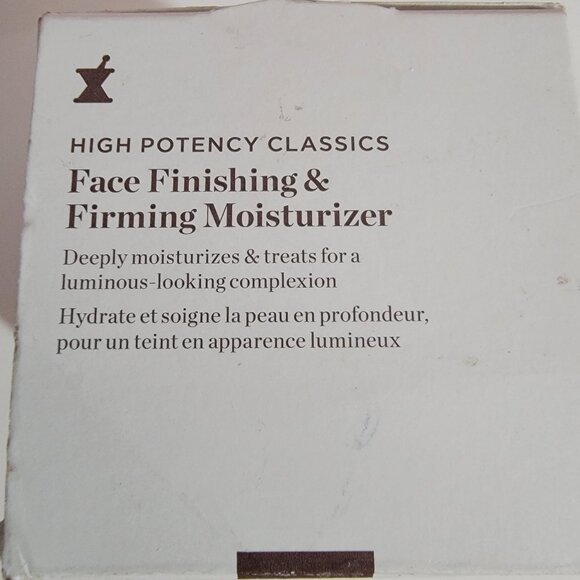 HIGH POTENCY CLASSICS
Face Finishing &
Firming Moisturizer
Deeply moisturizes & treats for a
luminous-looking complexion
Hydrate et soigne la peau en profondeur,
pour un teint en apparence lumineux